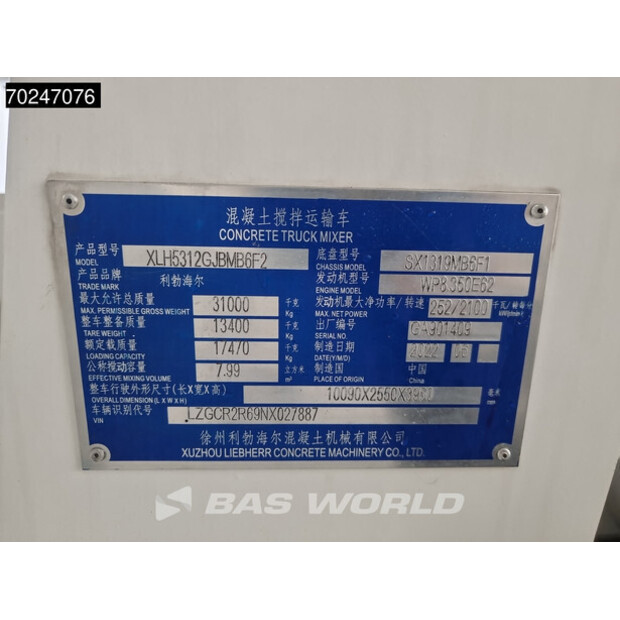 70247076
混凝土搅拌运输车
CONCRETE TRUCK MIXER
产品型号 XLH5312GJBMB6F2 底盘型号 SX1319MB6F1
MODEL CHASSIS MODEL
产品品牌 利勃海尔 发动机型号 WP8.350E62
TRADE MARK ENGINE MODEL
最大允许总质量 31000 千克 发动机最大净功率/转速 252/2100 千瓦/转每分
MAX. PERMISSIBLE GROSS WEIGHT Kg MAX. NET POWER kW/(r/min)
整车整备质量 13400 千克 出厂编号
TARE WEIGHT Kg SERIAL NO.
额定载质量 17470 千克 制造日期 2022
LOADING CAPACITY Kg DATE(Y/M/D)
公称搅动容量 7.99 立方米 制造国 中国
EFFECTIVE MIXING VOLUME m³ PLACE OF ORIGIN China
整车行驶外形尺寸(长X宽X高) 毫米
OVERALL DIMENSION (L X W X H) mm
车辆识别代号 LZGCR2R69NX027887
VIN
徐州利勃海尔混凝土机械有限公司
XUZHOU LIEBHERR CONCRETE MACHINERY CO., LTD.
BAS WORLD